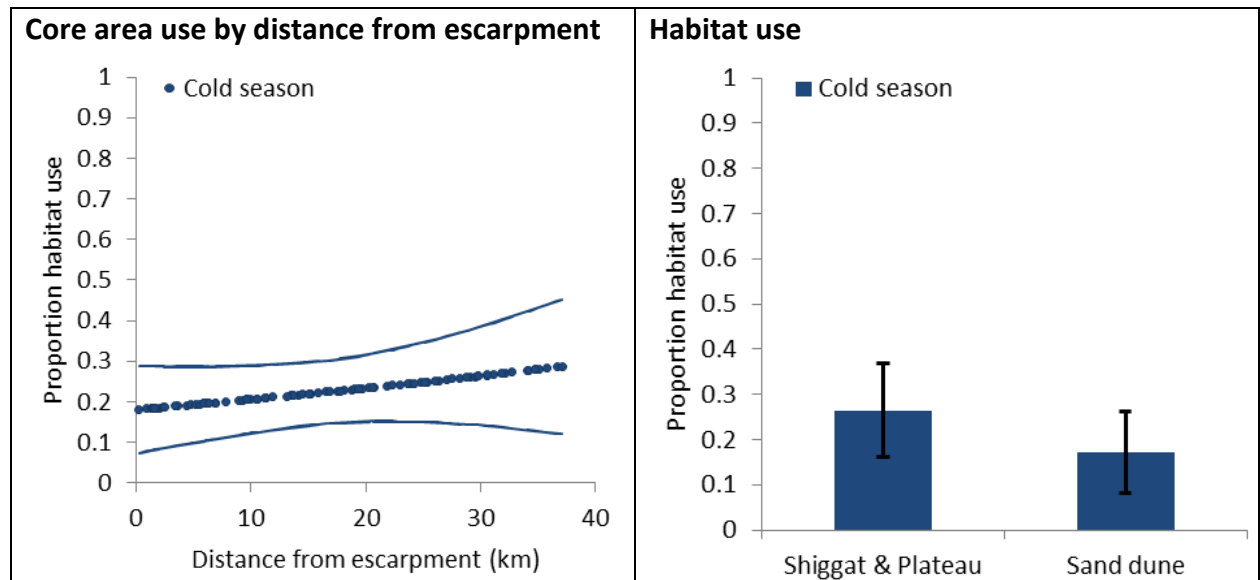 Core area use by distance from escarpment
Proportion habitat use
1
0.9
0.8
0.7
0.6
0.5
0.4
0.3
0.2
0.1
0
Cold season
0 10 20 30 40
Distance from escarpment (km)
Habitat use
Proportion habitat use
1
0.9
0.8
0.7
0.6
0.5
0.4
0.3
0.2
0.1
0
Cold season
Shiggat & Plateau Sand dune